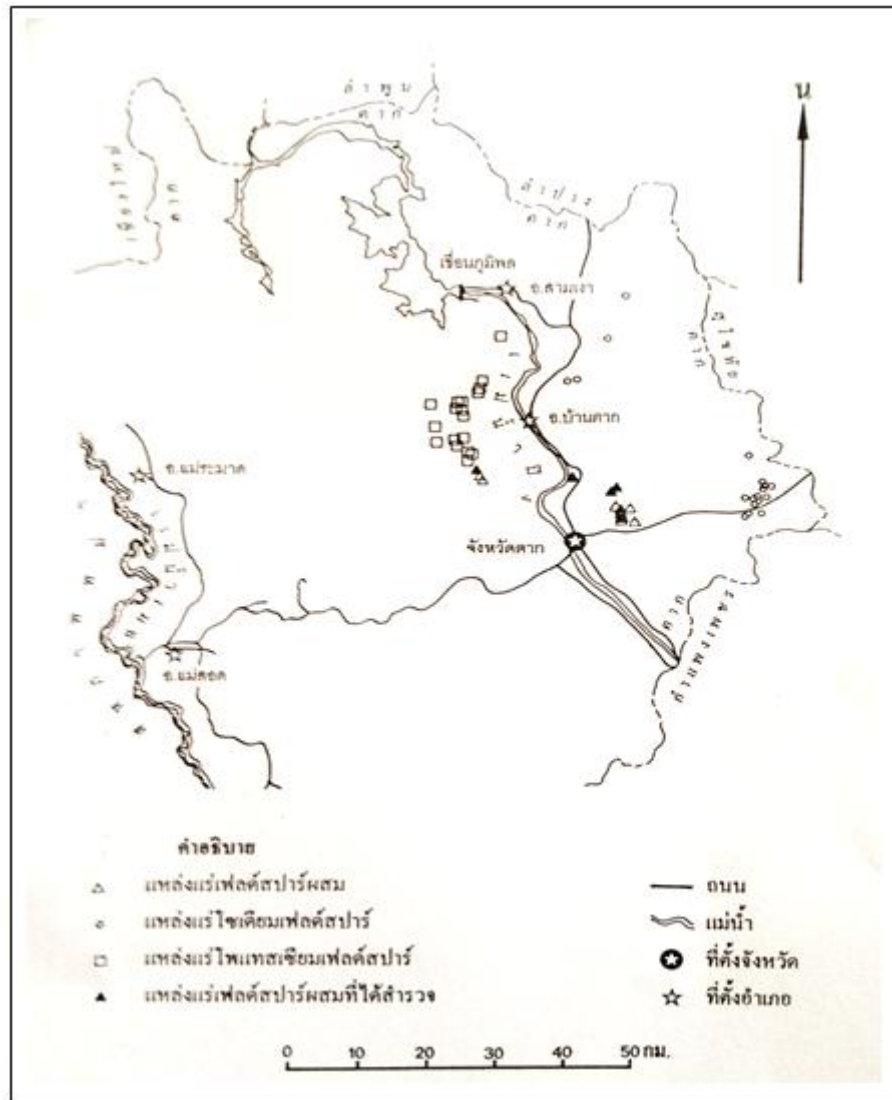 ลำพูน
ตาก
น
เชียงใหม่
ตาก
ลำปาง
ตาก
เขื่อนภูมิพล
อ.สามเงา
สุโขทัย
ตาก
อ.บ้านตาก
อ.แม่ระมาด
จังหวัดตาก
ตาก
กำแพงเพชร
อ.แม่สอด
คำอธิบาย
แหล่งแร่เฟลด์สปาร์ผสม
แหล่งแร่โซเดียมเฟลด์สปาร์
แหล่งแร่โพแทสเซียมเฟลด์สปาร์
แหล่งแร่เฟลด์สปาร์ผสมที่ได้สำรวจ
ถนน
แม่น้ำ
ที่ตั้งจังหวัด
ที่ตั้งอำเภอ
0 10 20 30 40 50 กม.